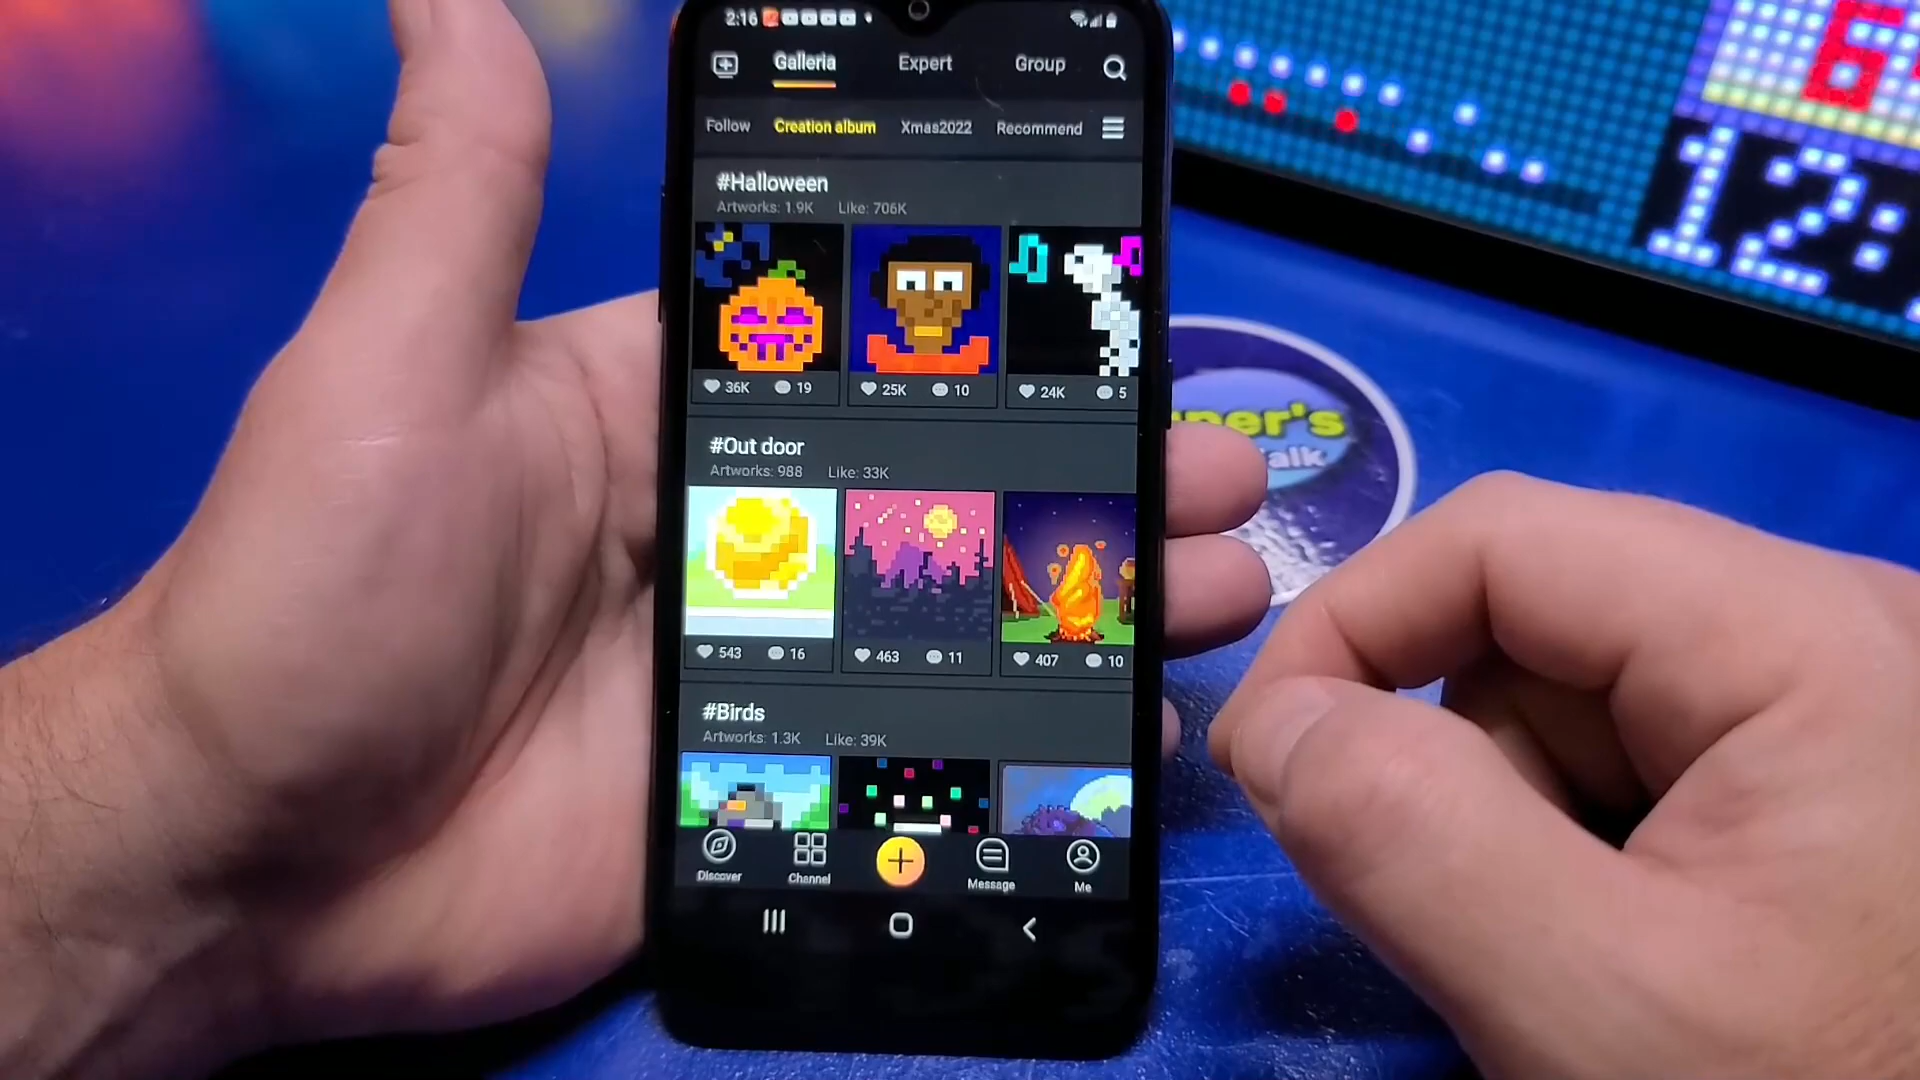 2:16
Galleria Expert Group
Follow Creation album Xmas2022 Recommend
#Halloween
Artworks: 1.9K Like: 706K
36K 19 25K 10 24K 5
#Out door
Artworks: 988 Like: 33K
543 16 463 11 407 10
#Birds
Artworks: 1.3K Like: 39K
Discover Channel Message Me
6
12: